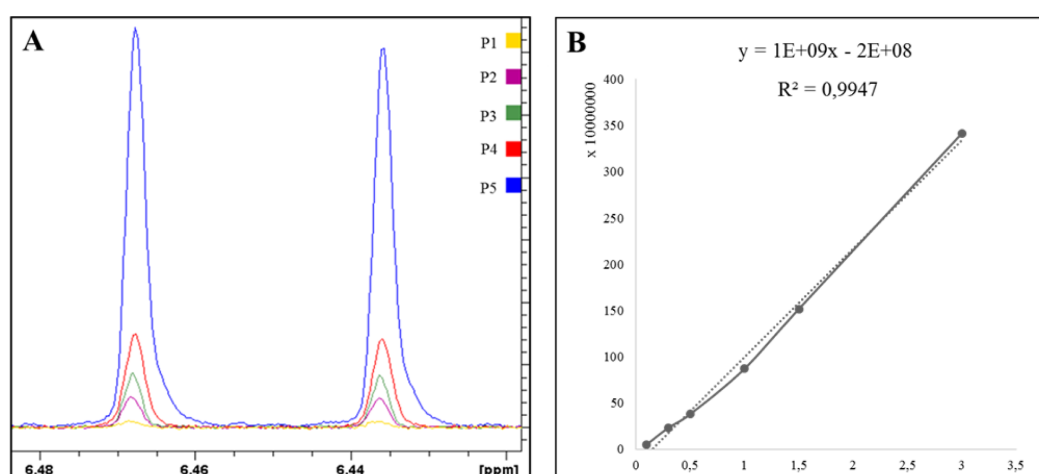 A
P1
P2
P3
P4
P5
6.48
6.46
6.44
[ppm]
B
y = 1E+09x - 2E+08
R² = 0,9947
x 10000000
400
350
300
250
200
150
100
50
0
0 0,5 1 1,5 2 2,5 3 3,5